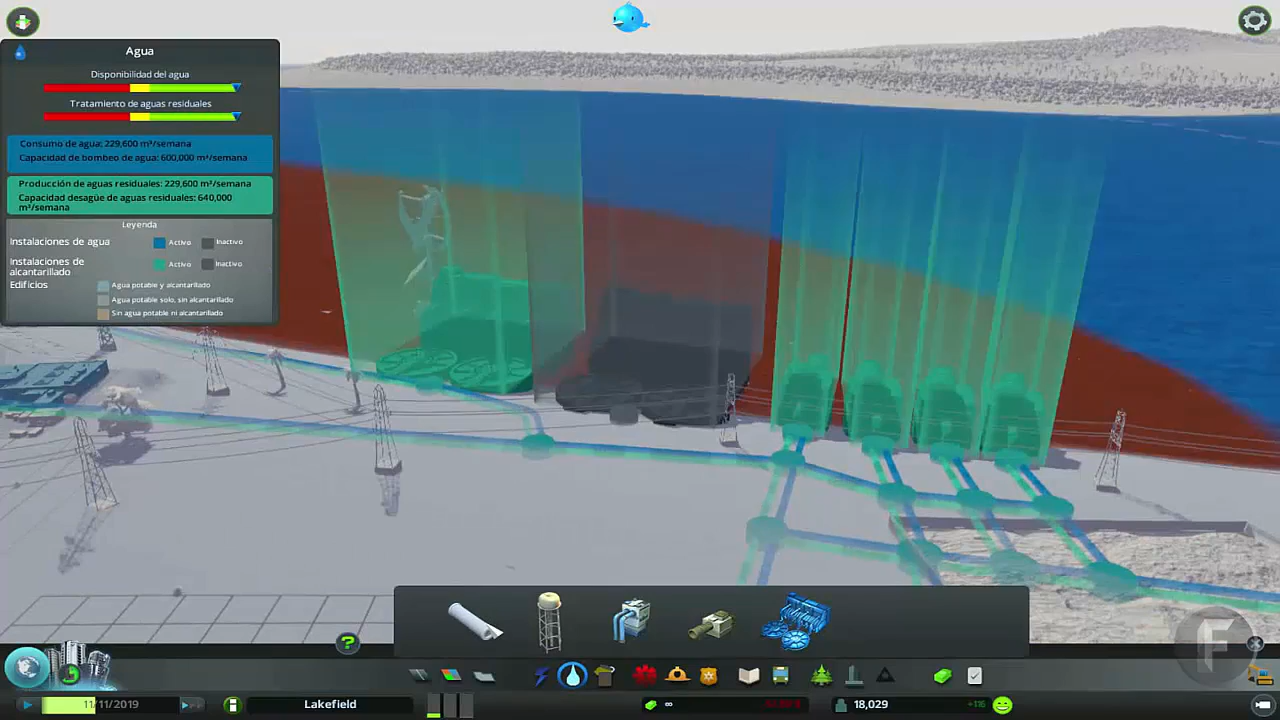 Agua
Disponibilidad del agua
Tratamiento de aguas residuales
Consumo de agua: 229,600 m³/semana
Capacidad de bombeo de agua: 600,000 m³/semana
Producción de aguas residuales: 229,600 m³/semana
Capacidad desagüe de aguas residuales: 640,000
m³/semana
Leyenda
Instalaciones de agua Activo Inactivo
Instalaciones de
alcantarillado Activo Inactivo
Edificios Agua potable y alcantarillado
Agua potable solo, sin alcantarillado
Sin agua potable ni alcantarillado
?
11/11/2019 Lakefield ∞ 18,029 +116
F